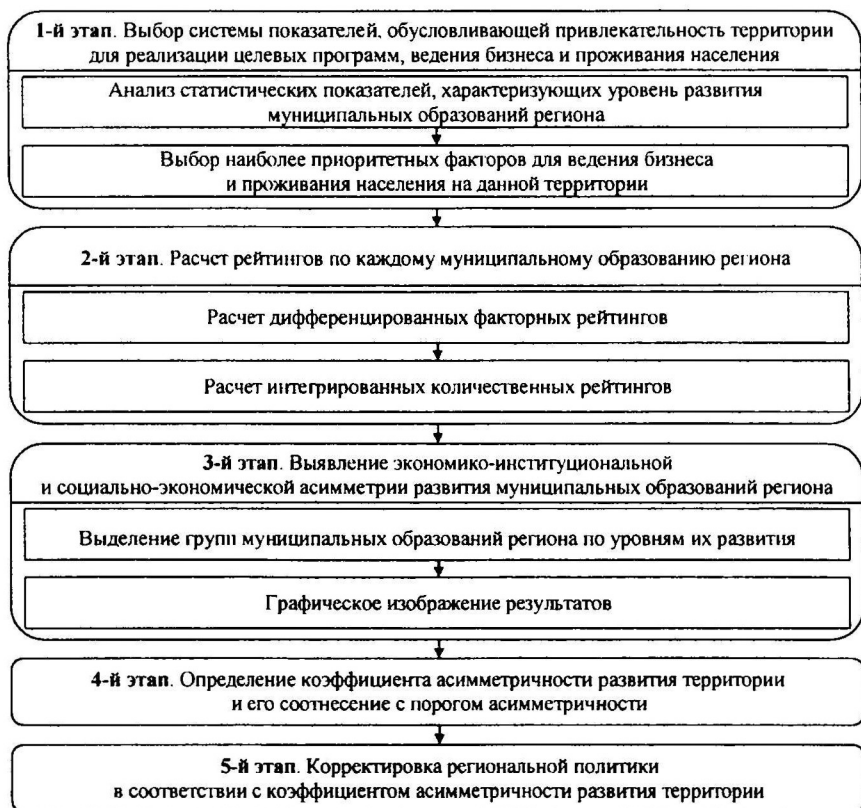 1-й этап. Выбор системы показателей, обусловливающей привлекательность территории
для реализации целевых программ, ведения бизнеса и проживания населения
Анализ статистических показателей, характеризующих уровень развития
муниципальных образований региона
Выбор наиболее приоритетных факторов для ведения бизнеса
и проживания населения на данной территории
2-й этап. Расчет рейтингов по каждому муниципальному образованию региона
Расчет дифференцированных факторных рейтингов
Расчет интегрированных количественных рейтингов
3-й этап. Выявление экономико-институциональной
и социально-экономической асимметрии развития муниципальных образований региона
Выделение групп муниципальных образований региона по уровням их развития
Графическое изображение результатов
4-й этап. Определение коэффициента асимметричности развития территории
и его соотнесение с порогом асимметричности
5-й этап. Корректировка региональной политики
в соответствии с коэффициентом асимметричности развития территории